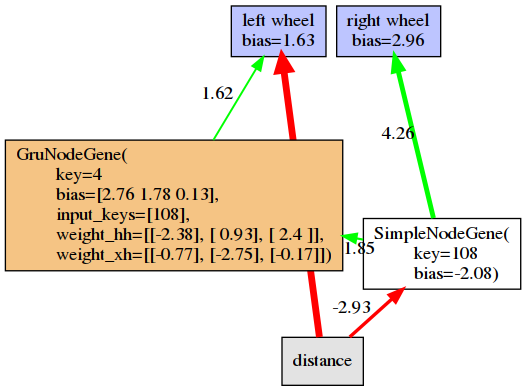 left wheel
bias=1.63
right wheel
bias=2.96
1.62
4.26
GruNodeGene(
key=4
bias=[2.76 1.78 0.13],
input_keys=[108],
weight_hh=[[-2.38], [ 0.93], [ 2.4 ]],
weight_xh=[[-0.77], [-2.75], [-0.17]])
1.85
SimpleNodeGene(
key=108
bias=-2.08)
-2.93
distance